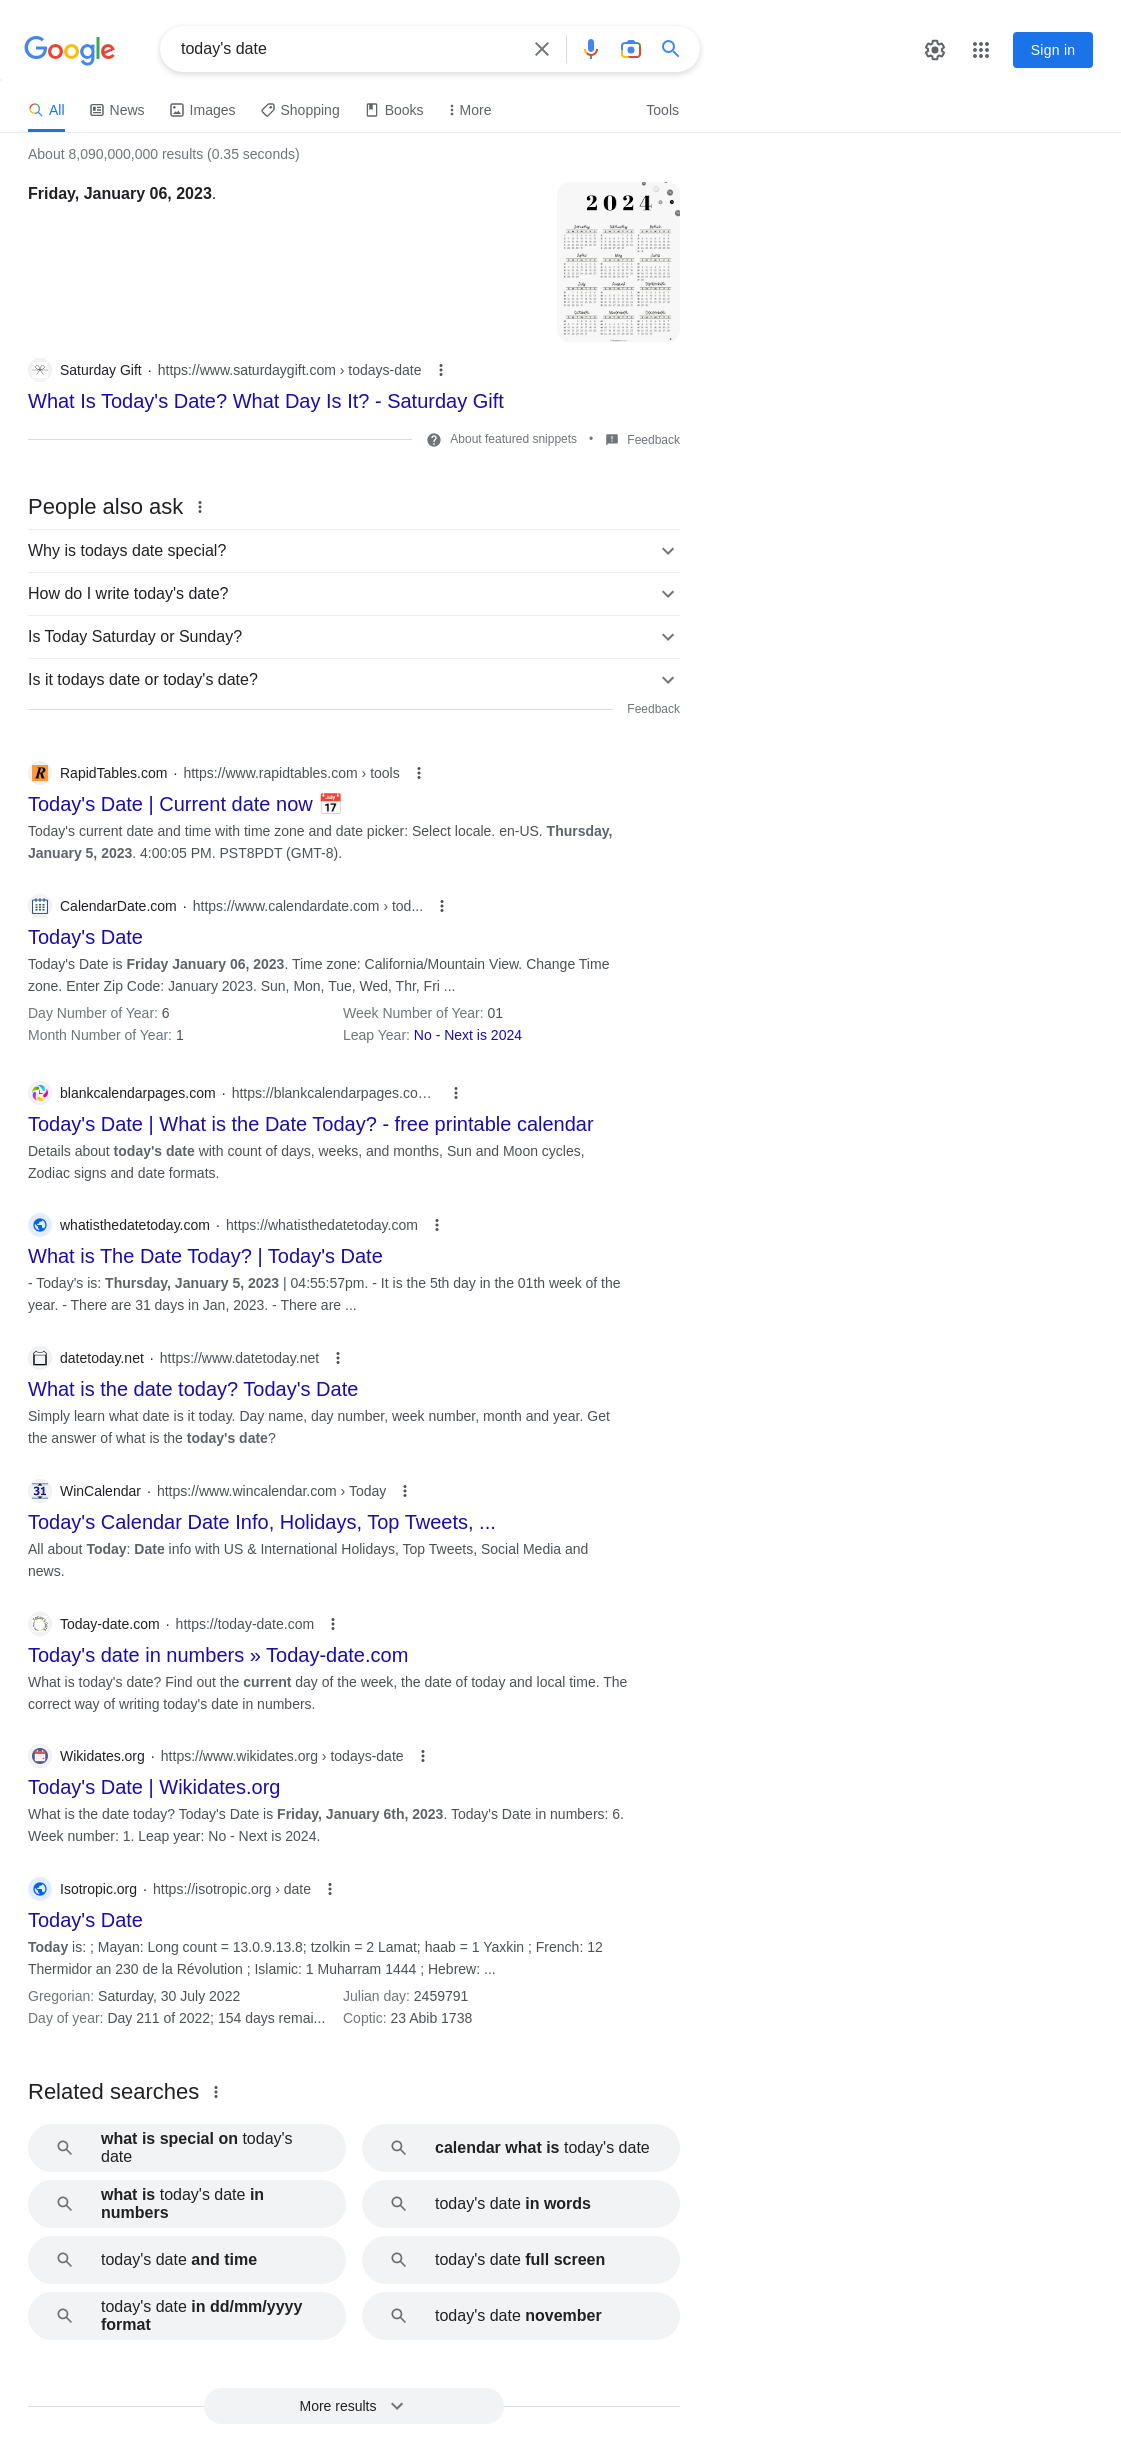 Google
today's date
Sign in
All
News
Images
Shopping
Books
More
Tools
About 8,090,000,000 results (0.35 seconds)
Friday, January 06, 2023.
2024
Saturday Gift · https://www.saturdaygift.com › todays-date
What Is Today's Date? What Day Is It? - Saturday Gift
About featured snippets • Feedback
People also ask
Why is todays date special?
How do I write today's date?
Is Today Saturday or Sunday?
Is it todays date or today's date?
Feedback
RapidTables.com · https://www.rapidtables.com › tools
Today's Date | Current date now 📅
Today's current date and time with time zone and date picker: Select locale. en-US. Thursday,
January 5, 2023. 4:00:05 PM. PST8PDT (GMT-8).
CalendarDate.com · https://www.calendardate.com › tod...
Today's Date
Today's Date is Friday January 06, 2023. Time zone: California/Mountain View. Change Time
zone. Enter Zip Code: January 2023. Sun, Mon, Tue, Wed, Thr, Fri ...
Day Number of Year: 6
Week Number of Year: 01
Month Number of Year: 1
Leap Year: No - Next is 2024
blankcalendarpages.com · https://blankcalendarpages.co…
Today's Date | What is the Date Today? - free printable calendar
Details about today's date with count of days, weeks, and months, Sun and Moon cycles,
Zodiac signs and date formats.
whatisthedatetoday.com · https://whatisthedatetoday.com
What is The Date Today? | Today's Date
- Today's is: Thursday, January 5, 2023 | 04:55:57pm. - It is the 5th day in the 01th week of the
year. - There are 31 days in Jan, 2023. - There are ...
datetoday.net · https://www.datetoday.net
What is the date today? Today's Date
Simply learn what date is it today. Day name, day number, week number, month and year. Get
the answer of what is the today's date?
31
WinCalendar · https://www.wincalendar.com › Today
Today's Calendar Date Info, Holidays, Top Tweets, ...
All about Today: Date info with US & International Holidays, Top Tweets, Social Media and
news.
Today-date.com · https://today-date.com
Today's date in numbers » Today-date.com
What is today's date? Find out the current day of the week, the date of today and local time. The
correct way of writing today's date in numbers.
Wikidates.org · https://www.wikidates.org › todays-date
Today's Date | Wikidates.org
What is the date today? Today's Date is Friday, January 6th, 2023. Today's Date in numbers: 6.
Week number: 1. Leap year: No - Next is 2024.
Isotropic.org · https://isotropic.org › date
Today's Date
Today is: ; Mayan: Long count = 13.0.9.13.8; tzolkin = 2 Lamat; haab = 1 Yaxkin ; French: 12
Thermidor an 230 de la Révolution ; Islamic: 1 Muharram 1444 ; Hebrew: ...
Gregorian: Saturday, 30 July 2022
Julian day: 2459791
Day of year: Day 211 of 2022; 154 days remai...
Coptic: 23 Abib 1738
Related searches
what is special on today's
date
calendar what is today's date
what is today's date in
numbers
today's date in words
today's date and time
today's date full screen
today's date in dd/mm/yyyy
format
today's date november
More results